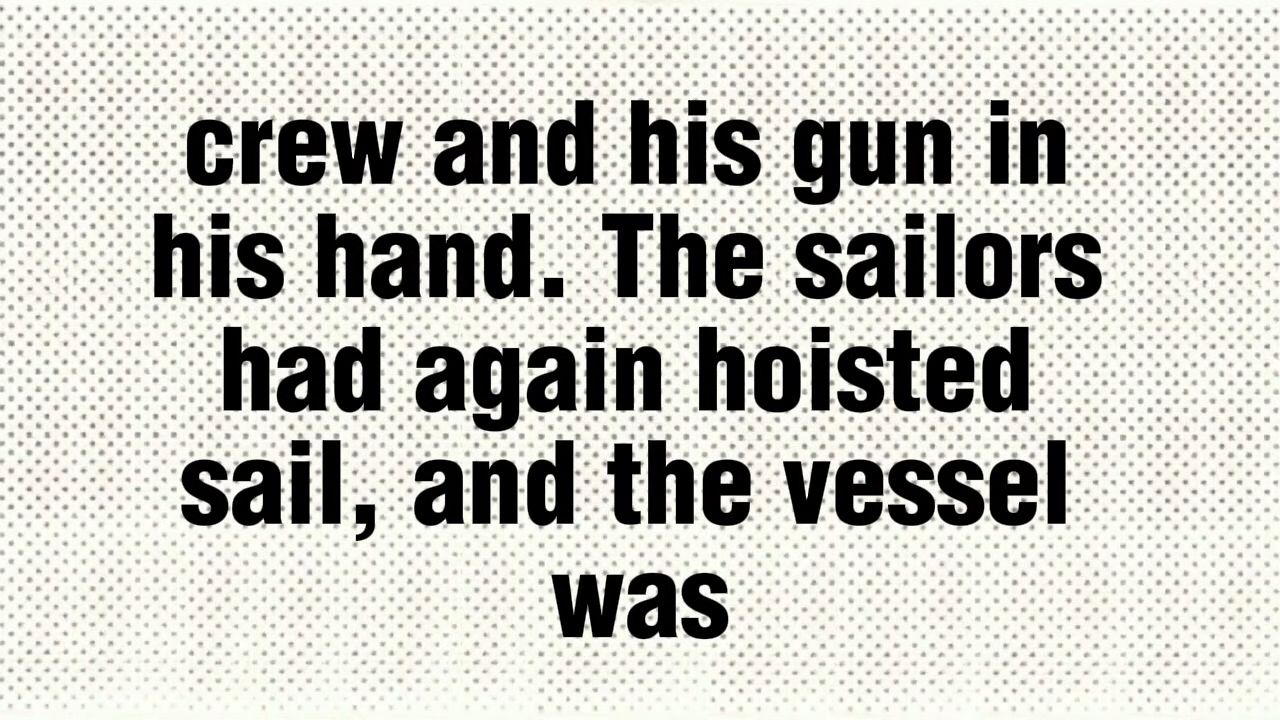 crew and his gun in
his hand. The sailors
had again hoisted
sail, and the vessel
was